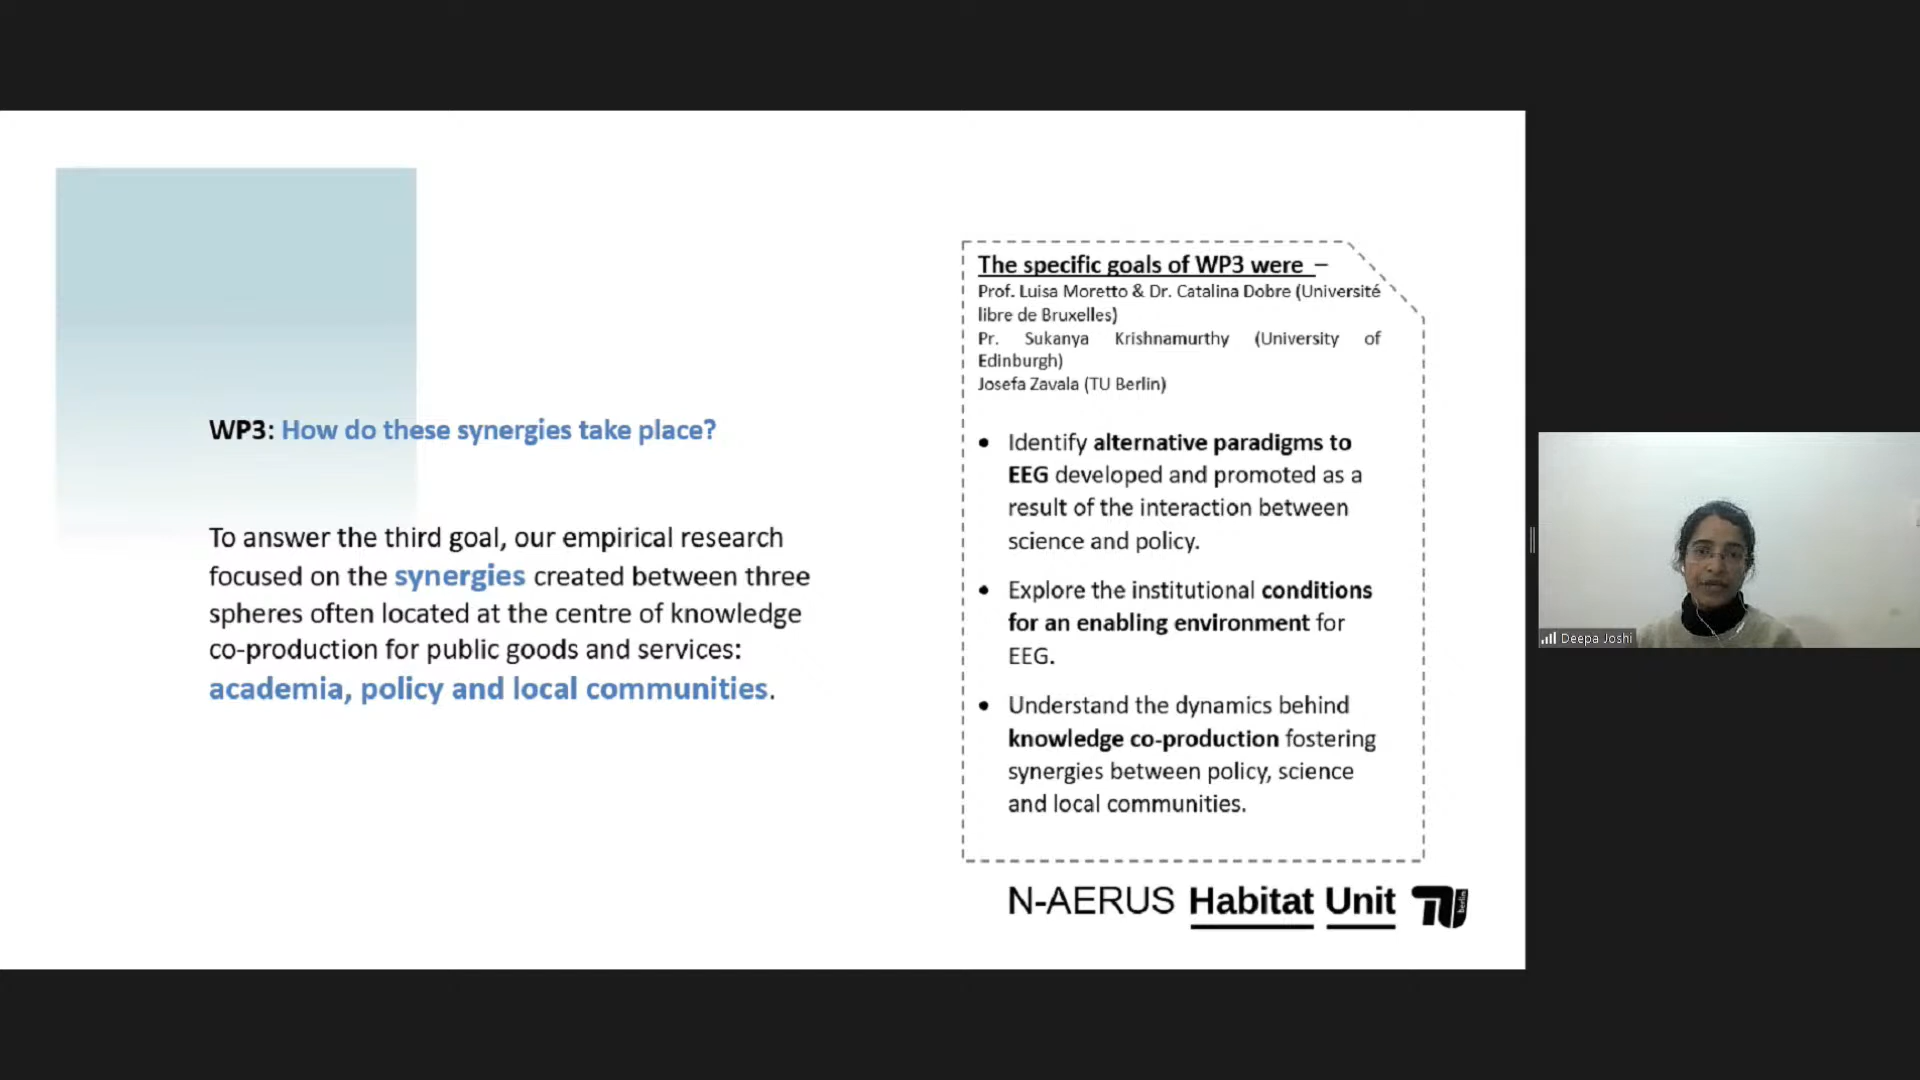 WP3: How do these synergies take place?
To answer the third goal, our empirical research
focused on the synergies created between three
spheres often located at the centre of knowledge
co-production for public goods and services:
academia, policy and local communities.
The specific goals of WP3 were –
Prof. Luisa Moretto & Dr. Catalina Dobre (Université
libre de Bruxelles)
Pr. Sukanya Krishnamurthy (University of
Edinburgh)
Josefa Zavala (TU Berlin)
• Identify alternative paradigms to
EEG developed and promoted as a
result of the interaction between
science and policy.
• Explore the institutional conditions
for an enabling environment for
EEG.
• Understand the dynamics behind
knowledge co-production fostering
synergies between policy, science
and local communities.
N-AERUS Habitat Unit TU berlin
Deepa Joshi